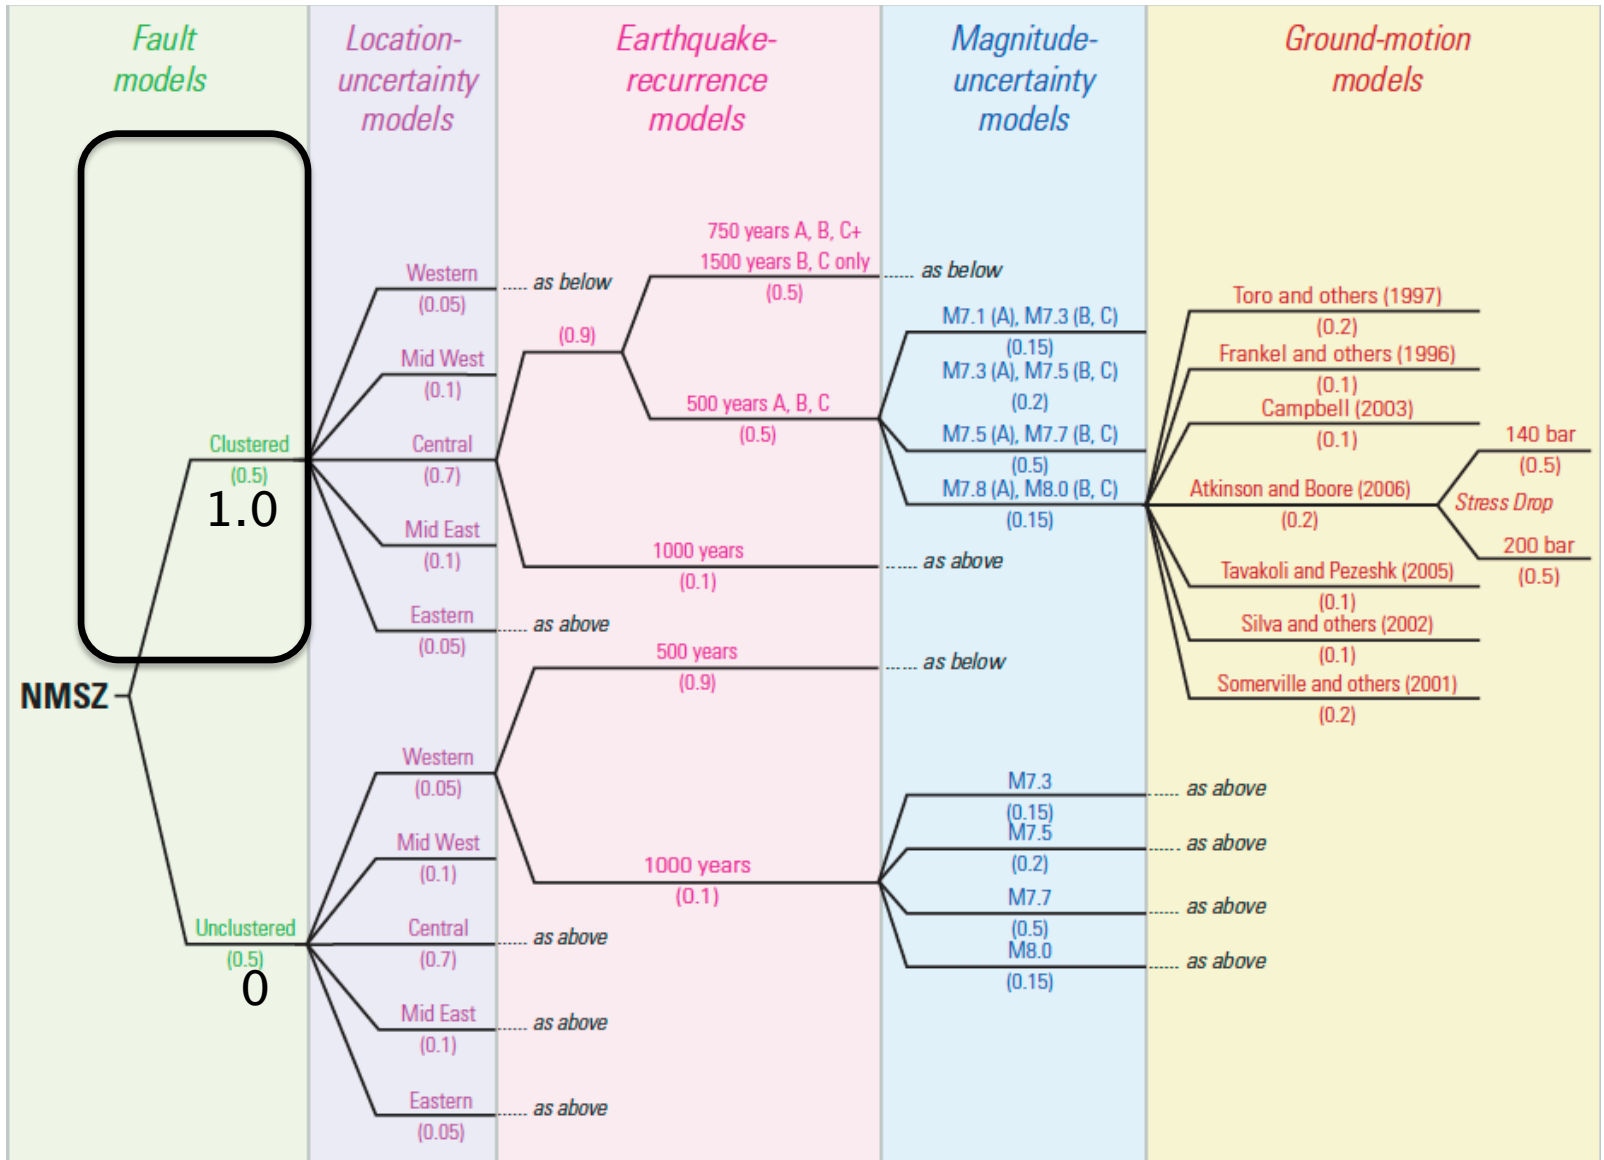 Fault
models
Location-
uncertainty
models
Earthquake-
recurrence
models
Magnitude-
uncertainty
models
Ground-motion
models
NMSZ
Clustered
(0.5)
1.0
Unclustered
(0.5)
0
Western
(0.05)
Mid West
(0.1)
Central
(0.7)
Mid East
(0.1)
Eastern
(0.05)
Western
(0.05)
Mid West
(0.1)
Central
(0.7)
Mid East
(0.1)
Eastern
(0.05)
as below
as above
as above
as above
as above
(0.9)
750 years A, B, C+
1500 years B, C only
(0.5)
500 years A, B, C
(0.5)
1000 years
(0.1)
500 years
(0.9)
1000 years
(0.1)
as below
M7.1 (A), M7.3 (B, C)
(0.15)
M7.3 (A), M7.5 (B, C)
(0.2)
M7.5 (A), M7.7 (B, C)
(0.5)
M7.8 (A), M8.0 (B, C)
(0.15)
as above
as below
M7.3
(0.15)
M7.5
(0.2)
M7.7
(0.5)
M8.0
(0.15)
Toro and others (1997)
(0.2)
Frankel and others (1996)
(0.1)
Campbell (2003)
(0.1)
Atkinson and Boore (2006)
(0.2)
140 bar
(0.5)
Stress Drop
200 bar
(0.5)
Tavakoli and Pezeshk (2005)
(0.1)
Silva and others (2002)
(0.1)
Somerville and others (2001)
(0.2)
as above
as above
as above
as above